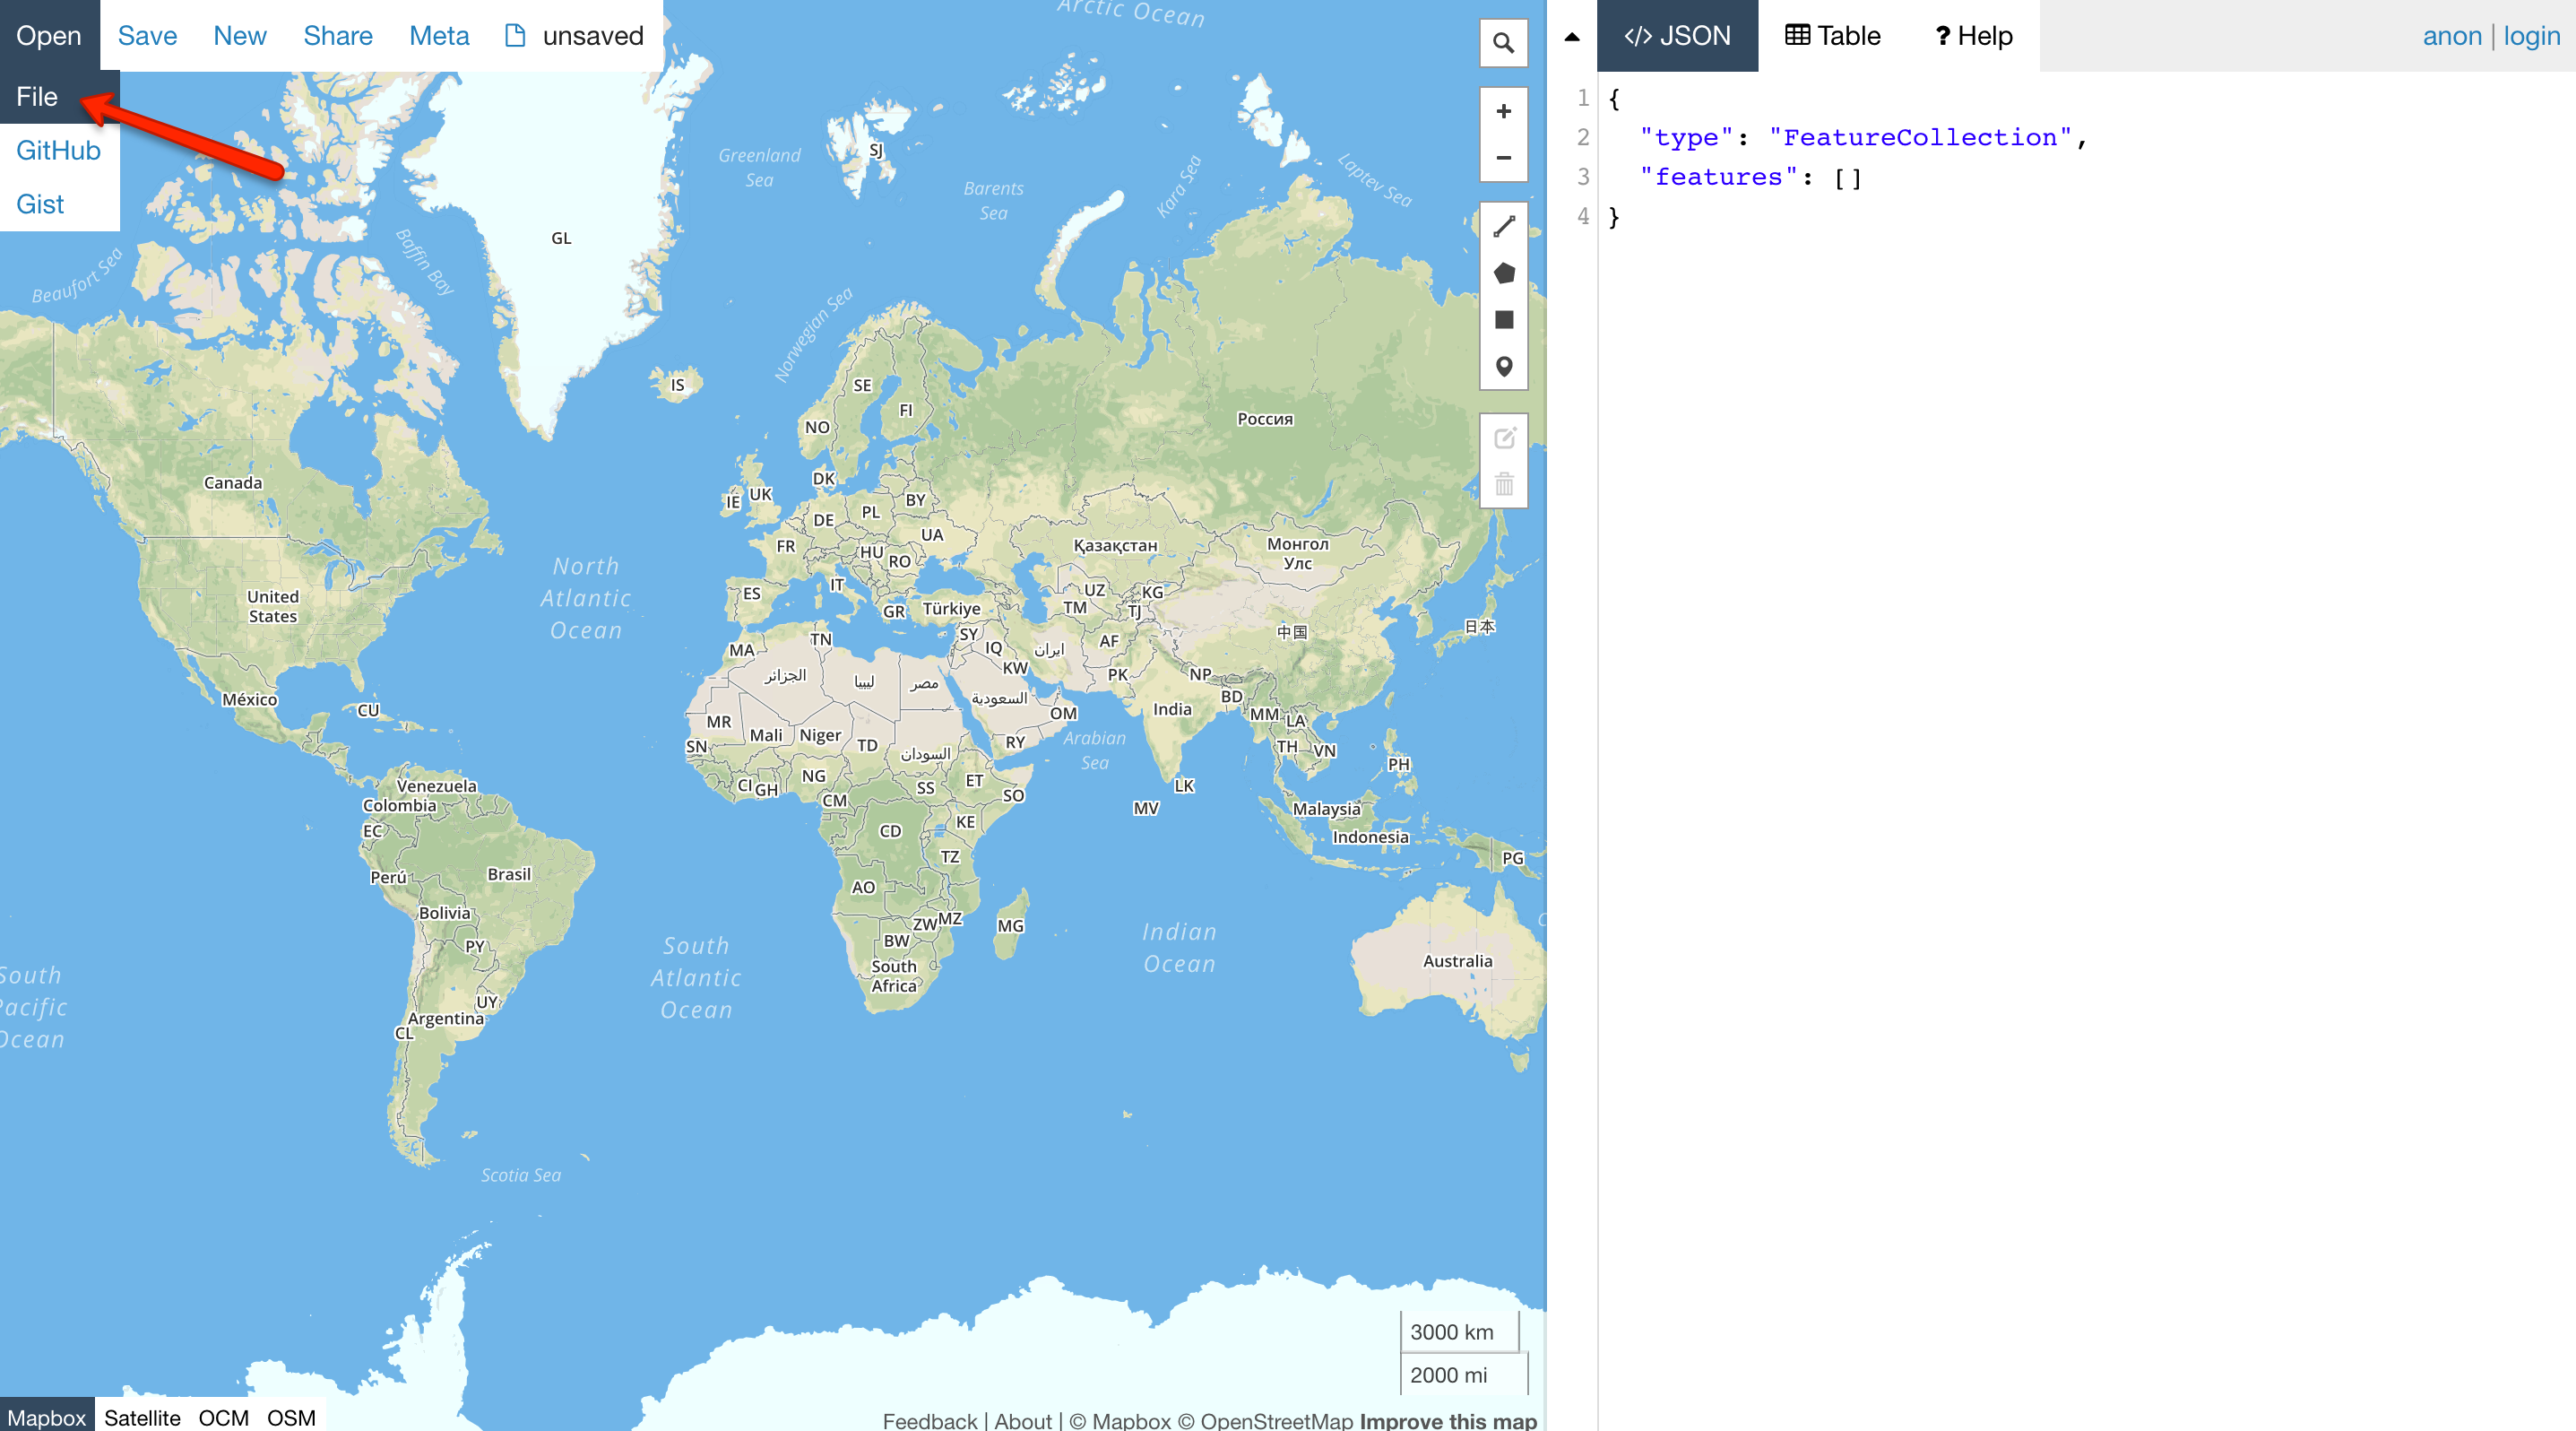 Open Save New Share Meta unsaved
File
GitHub
Gist
</> JSON Table ? Help
anon | login
1 {
2 "type": "FeatureCollection",
3 "features": []
4 }
Arctic Ocean
Greenland
Sea
SJ
Barents
Sea
Kara Sea
Laptev Sea
Beaufort Sea
Baffin Bay
GL
Norwegian Sea
IS
SE
FI
NO
Россия
Canada
DK
IE
UK
BY
DE
PL
UA
FR
HU
RO
Қазақстан
Монгол
Улс
North
Atlantic
Ocean
United
States
ES
IT
GR
Türkiye
UZ
KG
TM
TJ
中国
日本
MA
TN
SY
IQ
ایران
AF
KW
PK
NP
الجزائر
ليبيا
مصر
السعودية
México
CU
BD
India
OM
MM
LA
MR
Mali
Niger
TD
السودان
RY
Arabian
Sea
SN
TH
VN
PH
CI
GH
NG
CM
SS
ET
SO
LK
MV
Venezuela
Colombia
EC
Malaysia
Indonesia
CD
KE
TZ
PG
Perú
Brasil
AO
Bolivia
ZW
MZ
MG
PY
BW
South
Africa
South
Atlantic
Ocean
Indian
Ocean
Australia
South
Pacific
Ocean
UY
Argentina
CL
Scotia Sea
3000 km
2000 mi
Mapbox Satellite OCM OSM
Feedback | About | © Mapbox © OpenStreetMap Improve this map